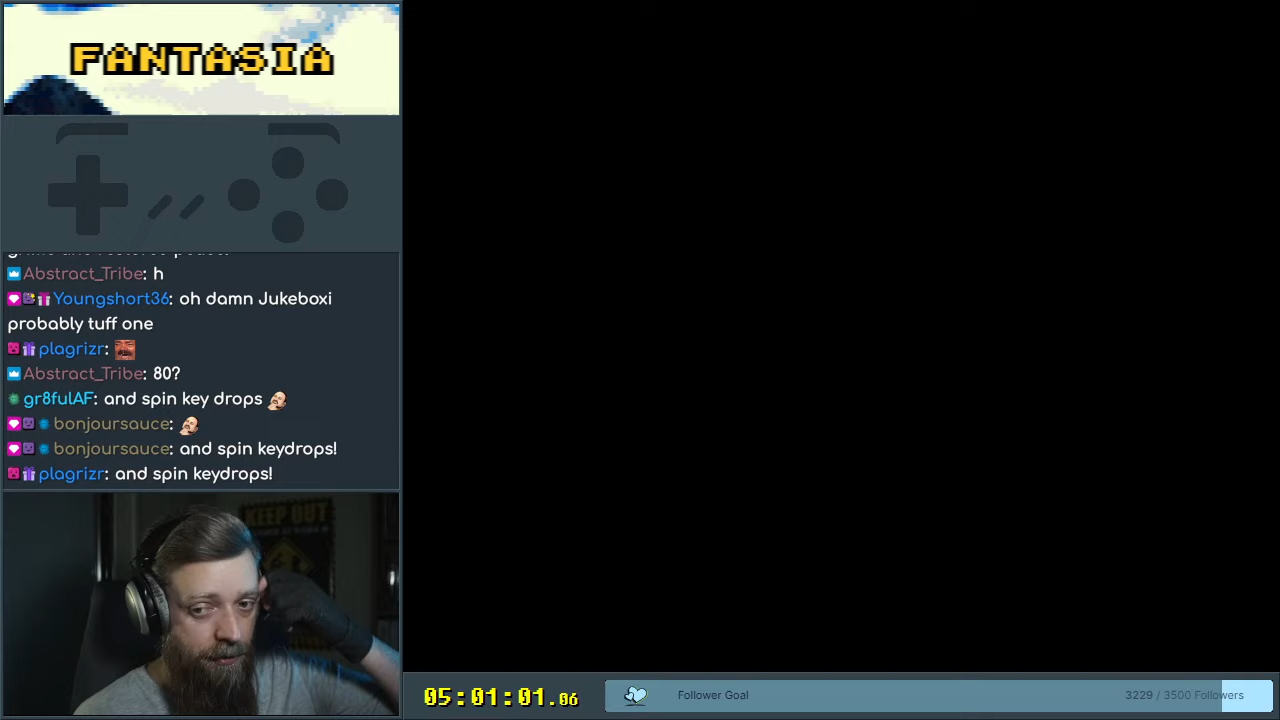 FANTASIA
Abstract_Tribe: h
Youngshort36: oh damn Jukeboxi
probably tuff one
plagrizr:
Abstract_Tribe: 80?
gr8fulAF: and spin key drops
bonjoursauce:
bonjoursauce: and spin keydrops!
plagrizr: and spin keydrops!
KEEP OUT
05:01:01.06
Follower Goal
3229 / 3500 Followers